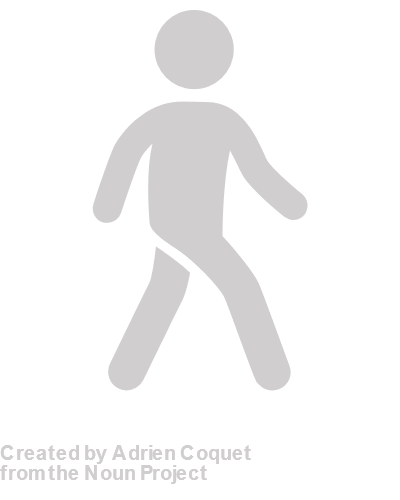 Created by Adrien Coquet
from the Noun Project